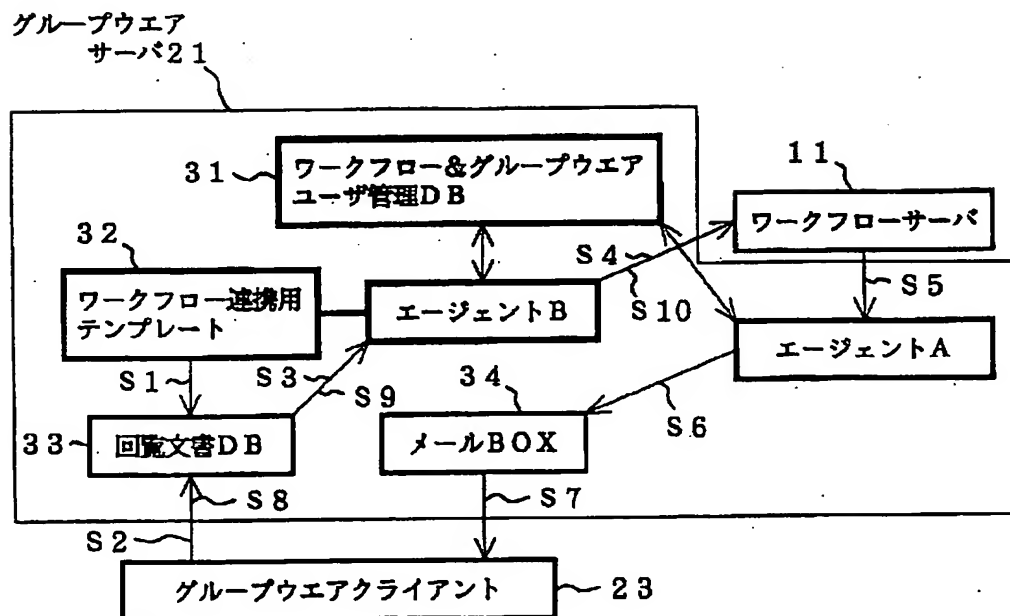 グループウエア
サーバ21
31
ワークフロー&グループウエア
ユーザ管理DB
11
ワークフローサーバ
32
ワークフロー連携用
テンプレート
エージェントB
S4
S10
S5
エージェントA
S1
S3
S9
34
S6
33
回覧文書DB
メールBOX
S8
S7
S2
グループウエアクライアント
23